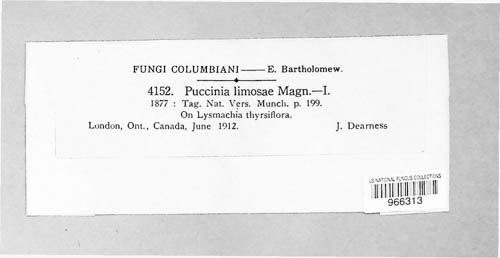 FUNGI COLUMBIANI—E. Bartholomew.
4152. Puccinia limosae Magn.—I.
1877 : Tag. Nat. Vers. Munch. p. 199.
On Lysmachia thyrsiflora.
London, Ont., Canada, June 1912. J. Dearness
US NATIONAL FUNGUS COLLECTIONS
966313